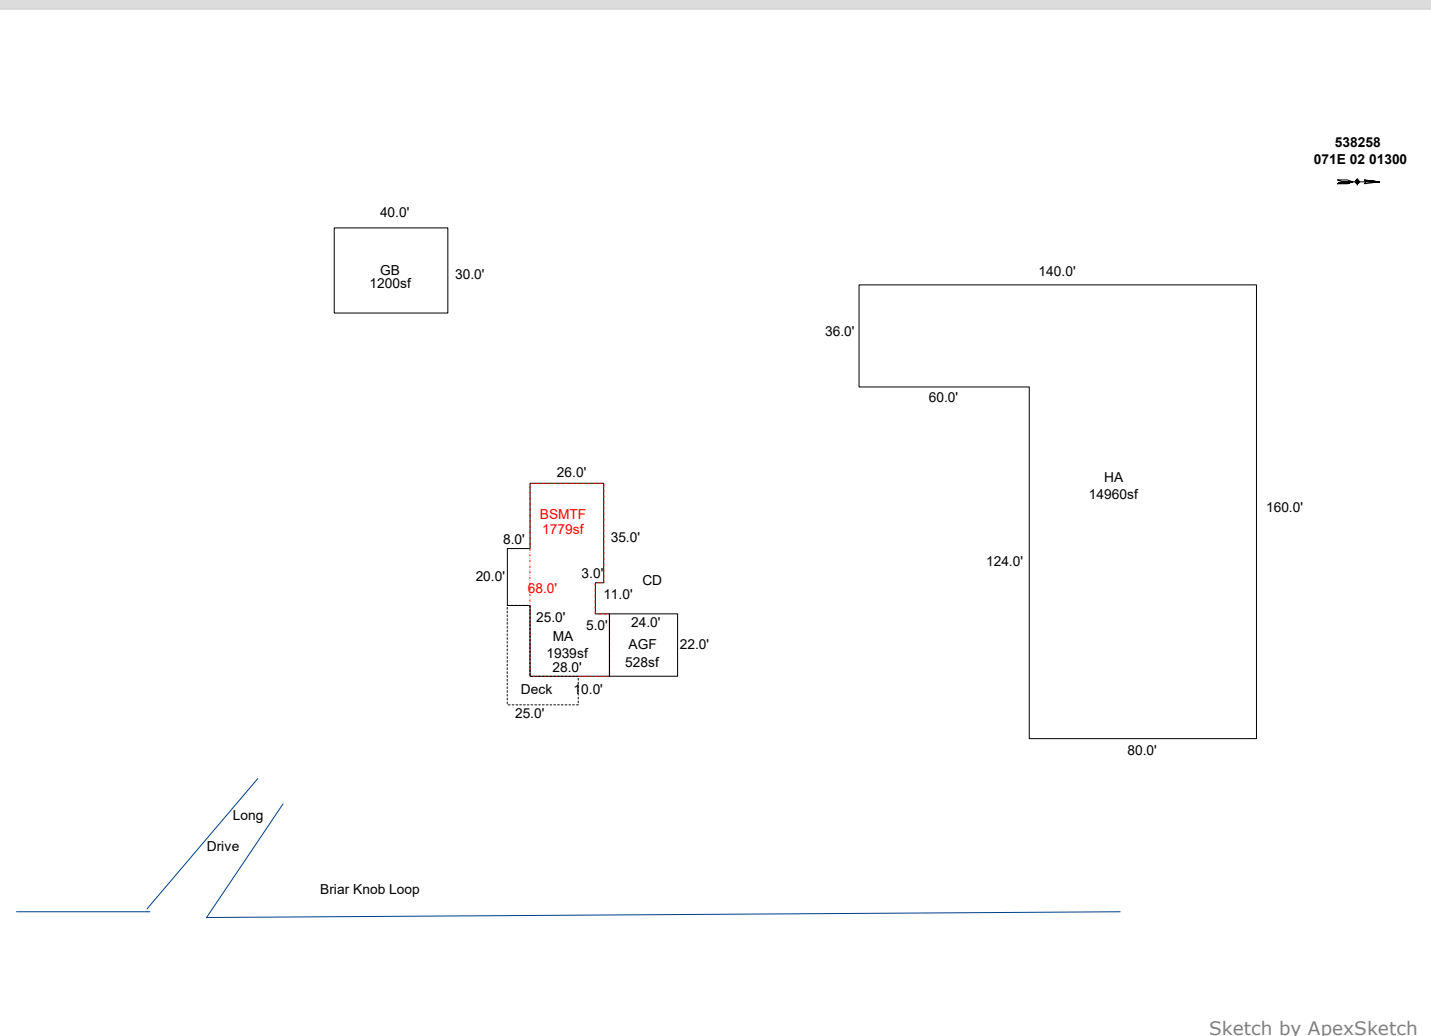 538258
071E 02 01300
40.0'
GB
1200sf
30.0'
140.0'
36.0'
60.0'
HA
14960sf
160.0'
124.0'
80.0'
26.0'
BSMTF
1779sf
8.0'
35.0'
20.0'
3.0'
CD
68.0'
11.0'
25.0'
5.0'
24.0'
MA
1939sf
28.0'
AGF
528sf
22.0'
Deck
10.0'
25.0'
Long
Drive
Briar Knob Loop
Sketch by ApexSketch